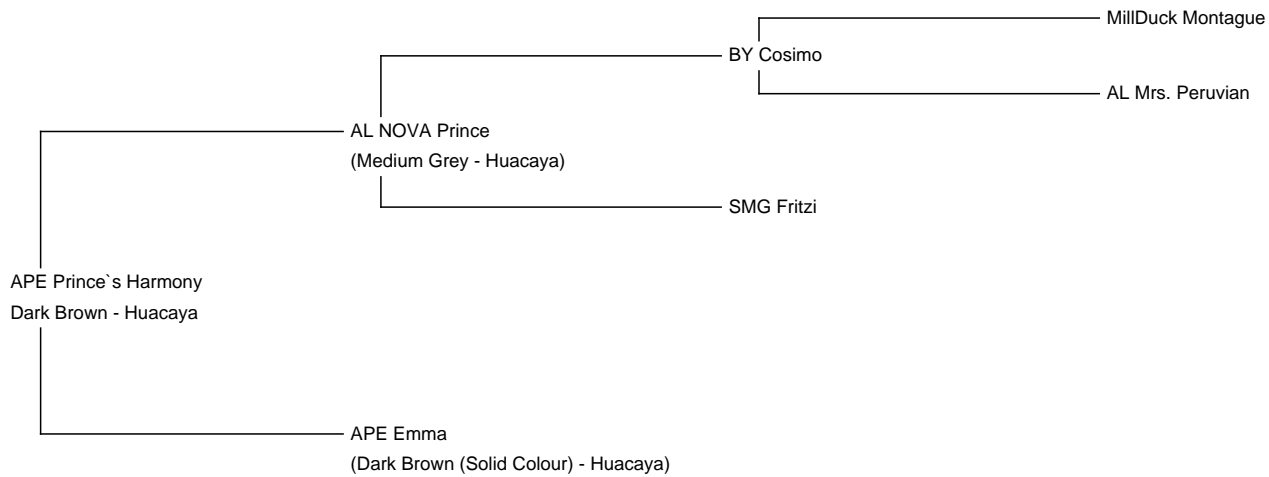 MillDuck Montague
BY Cosimo
AL Mrs. Peruvian
AL NOVA Prince
(Medium Grey - Huacaya)
SMG Fritzi
APE Prince`s Harmony
Dark Brown - Huacaya
APE Emma
(Dark Brown (Solid Colour) - Huacaya)